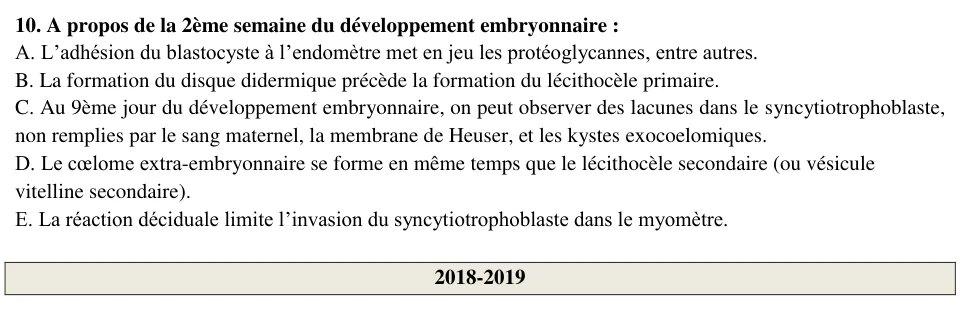 10. A propos de la 2ème semaine du développement embryonnaire :
A. L'adhésion du blastocyste à l'endomètre met en jeu les protéoglycannes, entre autres.
B. La formation du disque didermique précède la formation du lécithocèle primaire.
C. Au 9ème jour du développement embryonnaire, on peut observer des lacunes dans le syncytiotrophoblaste,
non remplies par le sang maternel, la membrane de Heuser, et les kystes exocoelomiques.
D. Le cœlome extra-embryonnaire se forme en même temps que le lécithocèle secondaire (ou vésicule
vitelline secondaire).
E. La réaction déciduale limite l'invasion du syncytiotrophoblaste dans le myomètre.
2018-2019